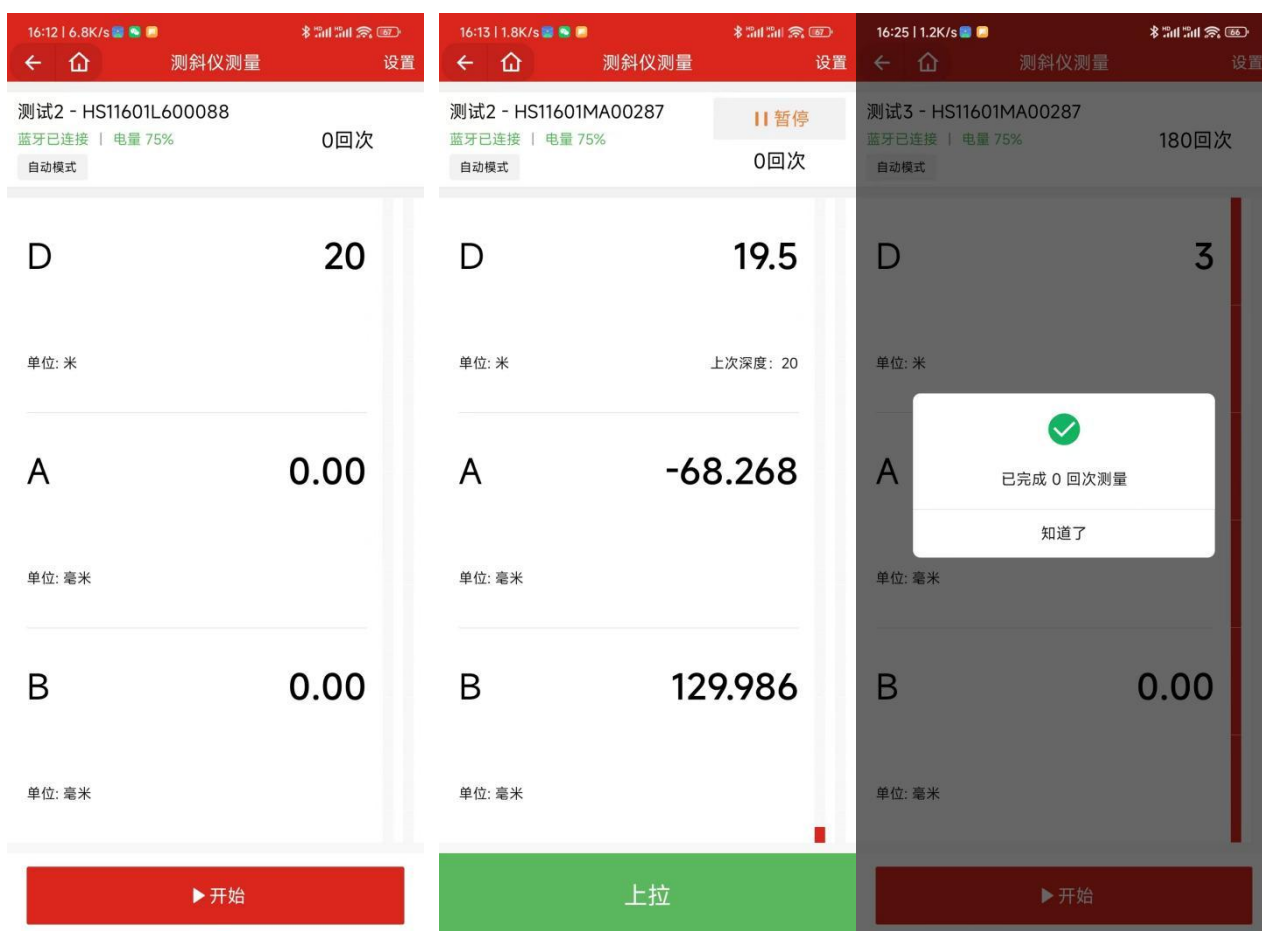 16:12 | 6.8K/s
67
测斜仪测量
设置
测试2 - HS11601L600088
蓝牙已连接 | 电量 75%
0回次
自动模式
D
20
单位: 米
A
0.00
单位: 毫米
B
0.00
单位: 毫米
开始
16:13 | 1.8K/s
67
测斜仪测量
设置
测试2 - HS11601MA00287
暂停
蓝牙已连接 | 电量 75%
0回次
自动模式
D
19.5
单位: 米
上次深度: 20
A
-68.268
单位: 毫米
B
129.986
单位: 毫米
上拉
16:25 | 1.2K/s
66
测斜仪测量
设置
测试3 - HS11601MA00287
蓝牙已连接 | 电量 75%
180回次
自动模式
D
3
单位: 米
A
已完成 0 回次测量
知道了
单位: 毫米
B
0.00
单位: 毫米
开始